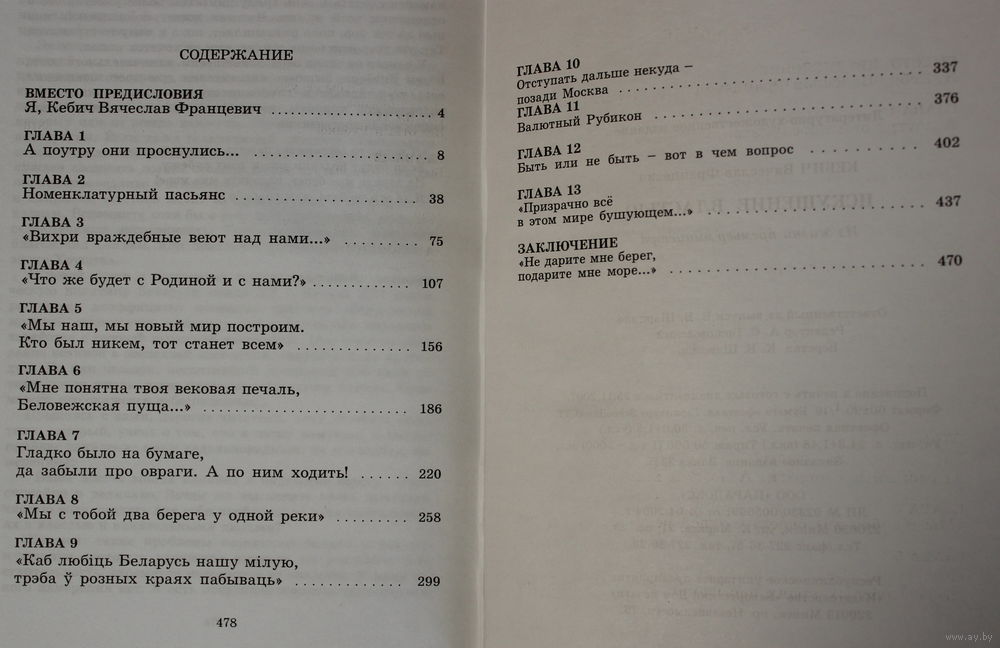 СОДЕРЖАНИЕ
ВМЕСТО ПРЕДИСЛОВИЯ
Я, Кебич Вячеслав Францевич ..................... 4
ГЛАВА 1
А поутру они проснулись... ...................... 8
ГЛАВА 2
Номенклатурный пасьянс .......................... 38
ГЛАВА 3
«Вихри враждебные веют над нами...» ......... 75
ГЛАВА 4
«Что же будет с Родиной и с нами?» ............ 107
ГЛАВА 5
«Мы наш, мы новый мир построим.
Кто был никем, тот станет всем» ............... 156
ГЛАВА 6
«Мне понятна твоя вековая печаль,
Беловежская пуща...» ........................... 186
ГЛАВА 7
Гладко было на бумаге,
да забыли про овраги. А по ним ходить! ...... 220
ГЛАВА 8
«Мы с тобой два берега у одной реки» ......... 258
ГЛАВА 9
«Каб любіць Беларусь нашу мілую,
трэба ў розных краях пабываць» ............... 299
478
ГЛАВА 10
Отступать дальше некуда –
позади Москва ................................... 337
ГЛАВА 11
Валютный Рубикон ............................... 376
ГЛАВА 12
Быть или не быть – вот в чем вопрос ........... 402
ГЛАВА 13
«Призрачно всё
в этом мире бушующем...» ....................... 437
ЗАКЛЮЧЕНИЕ
«Не дарите мне берег,
подарите мне море...» ........................... 470
www.ay.by